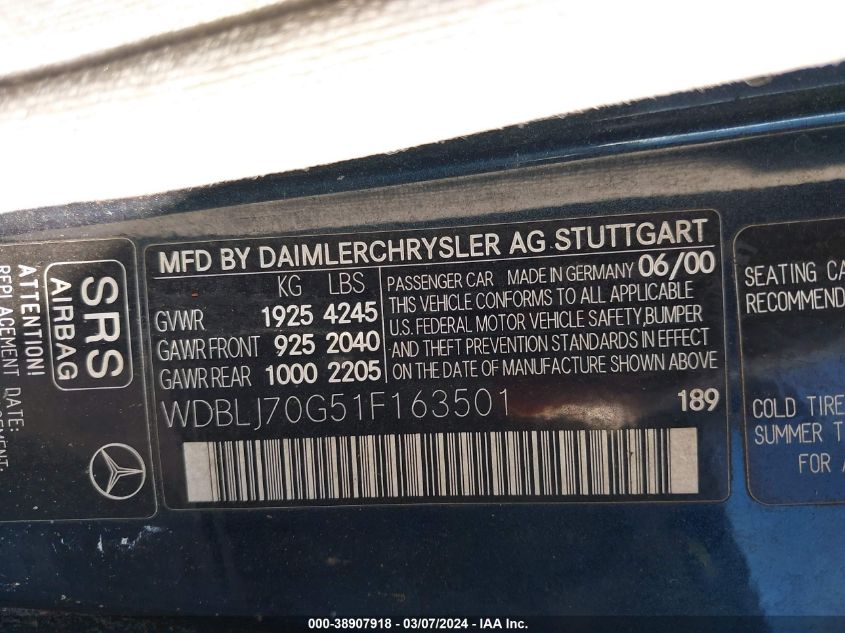 SRS
AIRBAG
ATTENTION!
REPLACEMENT DATE:
MFD BY DAIMLERCHRYSLER AG STUTTGART
KG LBS
GVWR 1925 4245
GAWR FRONT 925 2040
GAWR REAR 1000 2205
PASSENGER CAR MADE IN GERMANY 06/00
THIS VEHICLE CONFORMS TO ALL APPLICABLE
U.S. FEDERAL MOTOR VEHICLE SAFETY, BUMPER
AND THEFT PREVENTION STANDARDS IN EFFECT
ON THE DATE OF MANUFACTURE SHOWN ABOVE
WDBLJ70G51F163501 189
SEATING CA
RECOMMEND
COLD TIRE
SUMMER T
FOR A
000-38907918 - 03/07/2024 - IAA Inc.